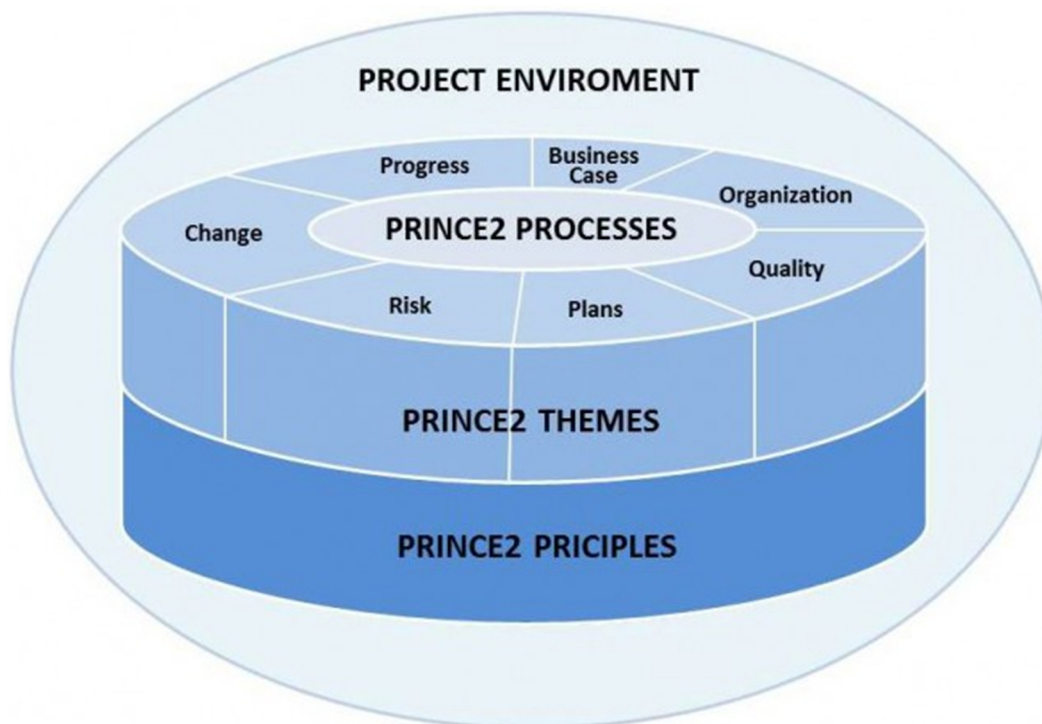 PROJECT ENVIROMENT
Progress
Business
Case
Organization
Change
PRINCE2 PROCESSES
Quality
Risk
Plans
PRINCE2 THEMES
PRINCE2 PRICIPLES